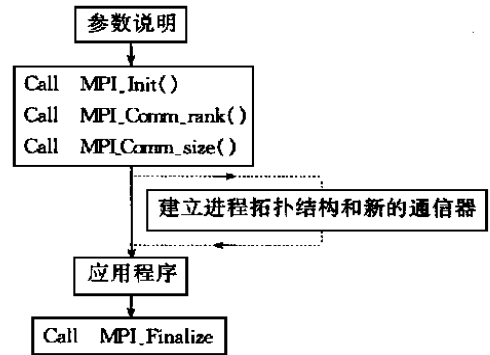 参数说明
Call MPI_Init()
Call MPI_Comm_rank()
Call MPI_Comm_size()
建立进程拓扑结构和新的通信器
应用程序
Call MPI_Finalize